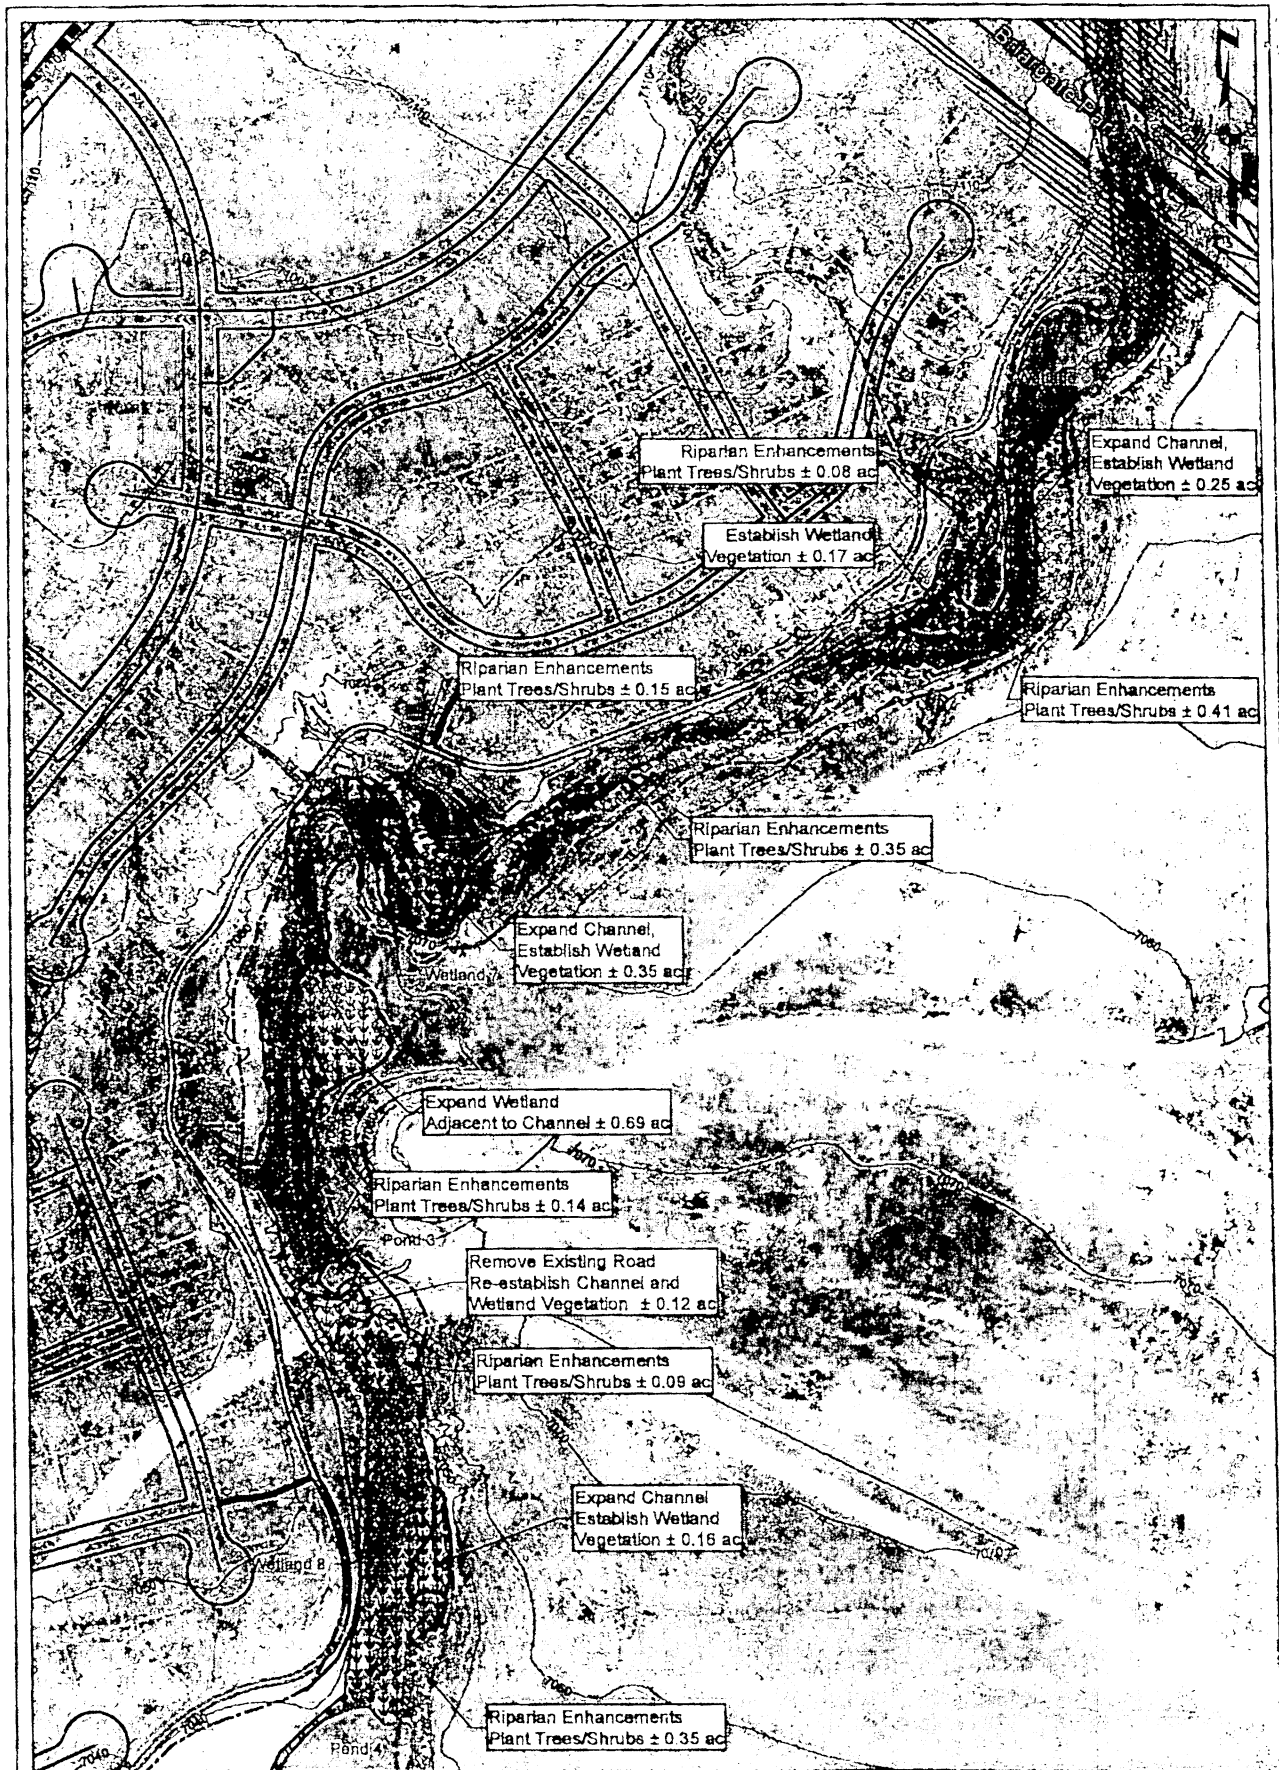 Riparian Enhancements
Plant Trees/Shrubs ± 0.08 ac
Expand Channel,
Establish Wetland
Vegetation ± 0.25 ac
Establish Wetland
Vegetation ± 0.17 ac
Riparian Enhancements
Plant Trees/Shrubs ± 0.15 ac
Riparian Enhancements
Plant Trees/Shrubs ± 0.41 ac
Riparian Enhancements
Plant Trees/Shrubs ± 0.35 ac
Expand Channel,
Establish Wetand
Vegetation ± 0.35 ac
7060
7060
7070
Wetland 7
Expand Wetland
Adjacent to Channel ± 0.69 ac
7070
Riparian Enhancements
Plant Trees/Shrubs ± 0.14 ac
Pond 3
Remove Existing Road
Re-establish Channel and
Wetland Vegetation ± 0.12 ac
Riparian Enhancements
Plant Trees/Shrubs ± 0.09 ac
Expand Channel
Establish Wetland
Vegetation ± 0.16 ac
Wetland 8
7060
Riparian Enhancements
Plant Trees/Shrubs ± 0.35 ac
Pond 4
7040